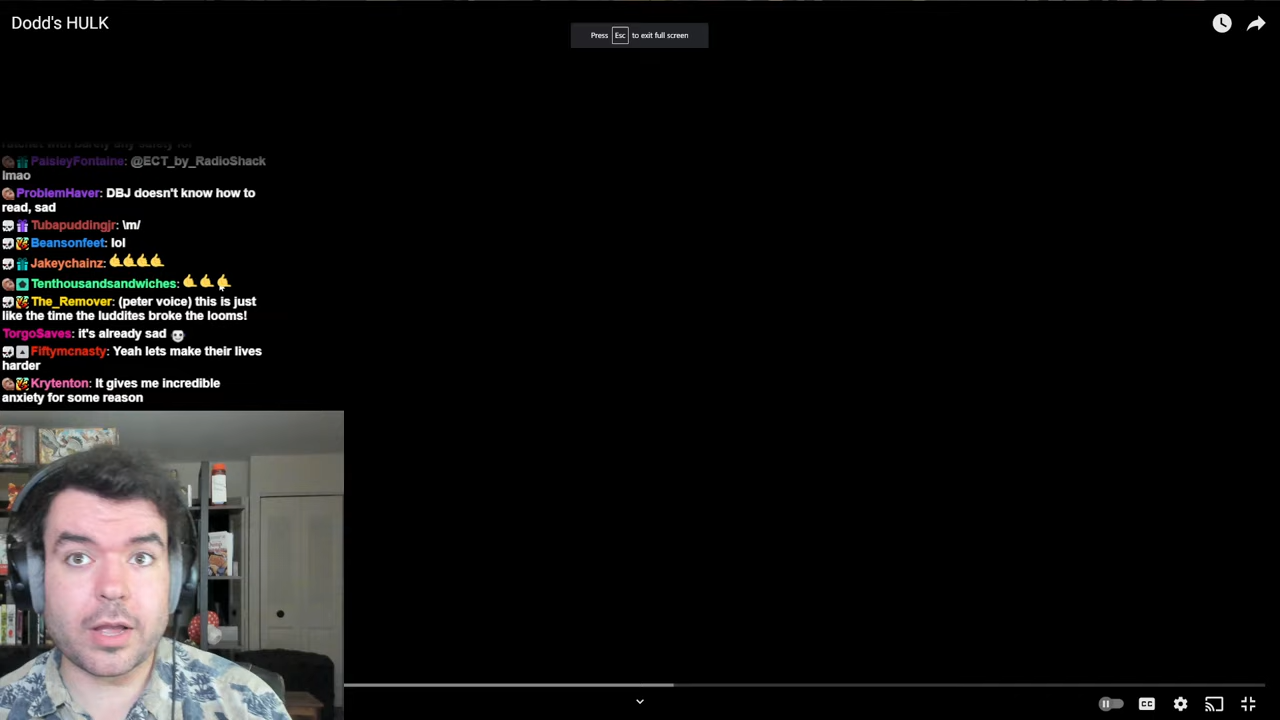 Dodd's HULK
Press Esc to exit full screen
PaisleyFontaine: @ECT_by_RadioShack
lmao
ProblemHaver: DBJ doesn't know how to
read, sad
Tubapuddingjr: \m/
Beansonfeet: lol
Jakeychainz: 🤙🤙🤙🤙
Tenthousandsandwiches: 🤙🤙🤙
The_Remover: (peter voice) this is just
like the time the luddites broke the looms!
Torgo$aves: it's already sad
Fiftymcnasty: Yeah lets make their lives
harder
Krytenton: It gives me incredible
anxiety for some reason
CC